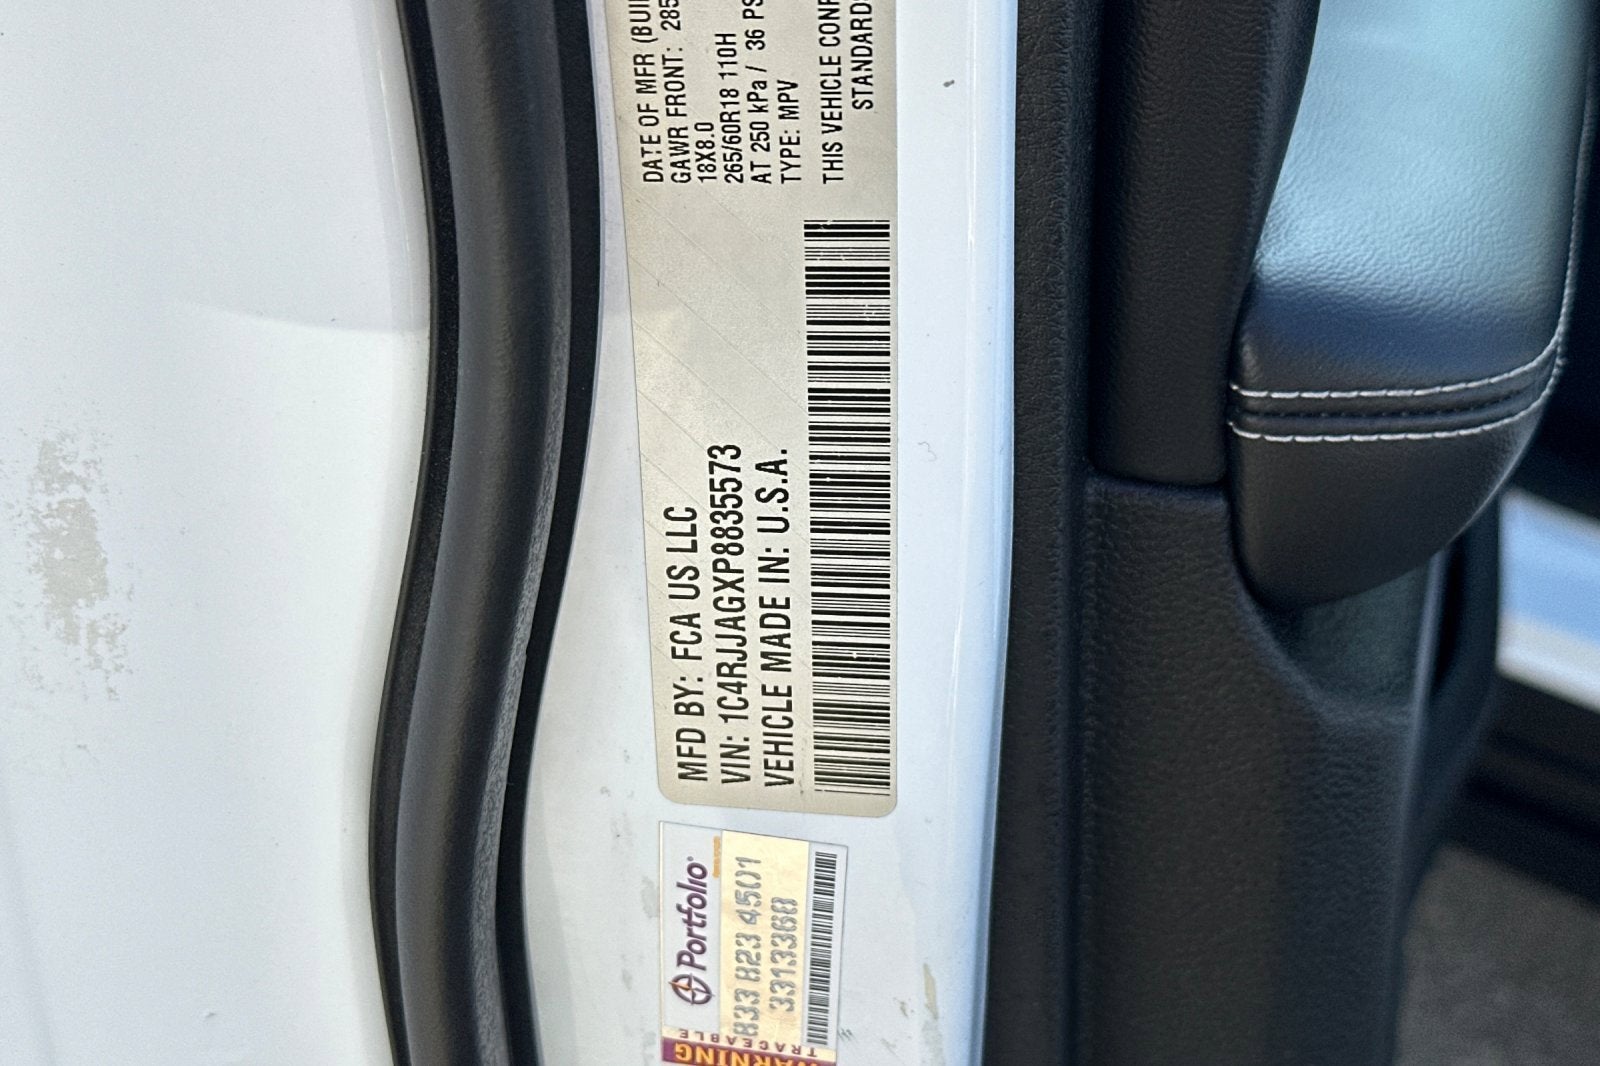 MFD BY: FCA US LLC
VIN: 1C4RJJAGXP8835573
VEHICLE MADE IN: U.S.A.
DATE OF MFR
GAWR FRONT: 285
18X8.0
265/60R18 110H
AT 250 kPa / 36 PS
TYPE: MPV
THIS VEHICLE CONF
STANDARDS
Portfolio
833 823 4501
3313368
WARNING
TRACEABLE